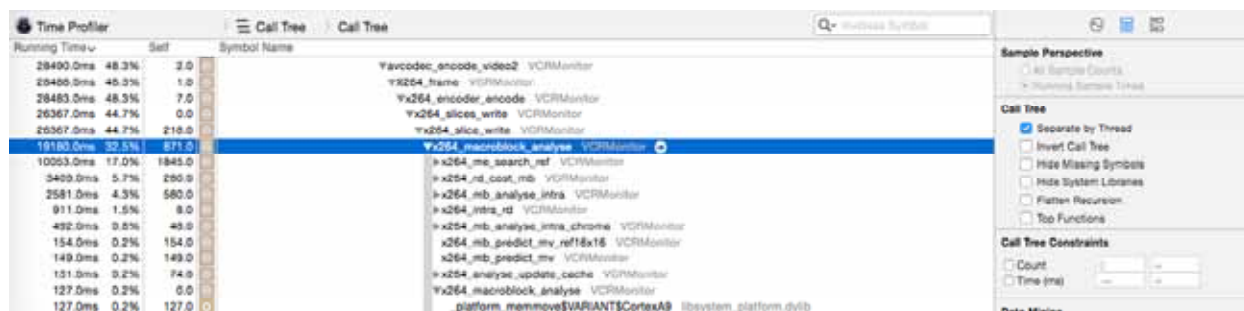 Time Profiler Call Tree Call Tree Involves Symbol
Running Time Self Symbol Name
28490.0ms 48.3% 2.0 avcodec_encode_video2 VCRMonitor
28486.0ms 48.3% 1.0 X264_frame VCRMonitor
28483.0ms 48.3% 7.0 x264_encoder_encode VCRMonitor
26367.0ms 44.7% 0.0 x264_slices_write VCRMonitor
26367.0ms 44.7% 218.0 x264_slice_write VCRMonitor
19180.0ms 32.5% 871.0 x264_macroblock_analyse VCRMonitor
10053.0ms 17.0% 1845.0 x264_me_search_ref VCRMonitor
3409.0ms 5.7% 250.0 x264_rd_cost_mb VCRMonitor
2581.0ms 4.3% 580.0 x264_mb_analyse_intra VCRMonitor
911.0ms 1.5% 8.0 x264_intra_rd VCRMonitor
492.0ms 0.8% x264_mb_analyse_intra_chroma VCRMonitor
154.0ms 0.2% 154.0 x264_mb_predict_mv_ref16x16 VCRMonitor
149.0ms 0.2% 149.0 x264_mb_predict_mv VCRMonitor
131.0ms 0.2% 74.0 x264_analyse_update_cache VCRMonitor
127.0ms 0.2% 0.0 x264_macroblock_analyse VCRMonitor
127.0ms 0.2% 127.0 _platform_memmove$VARIANT$CortexA9 libsystem_platform.dylib
Sample Perspective
All Sample Counts
Running Sample Times
Call Tree
Separate by Thread
Invert Call Tree
Hide Missing Symbols
Hide System Libraries
Flatten Recursion
Top Functions
Call Tree Constraints
Count
Time (ms)
Data Mining